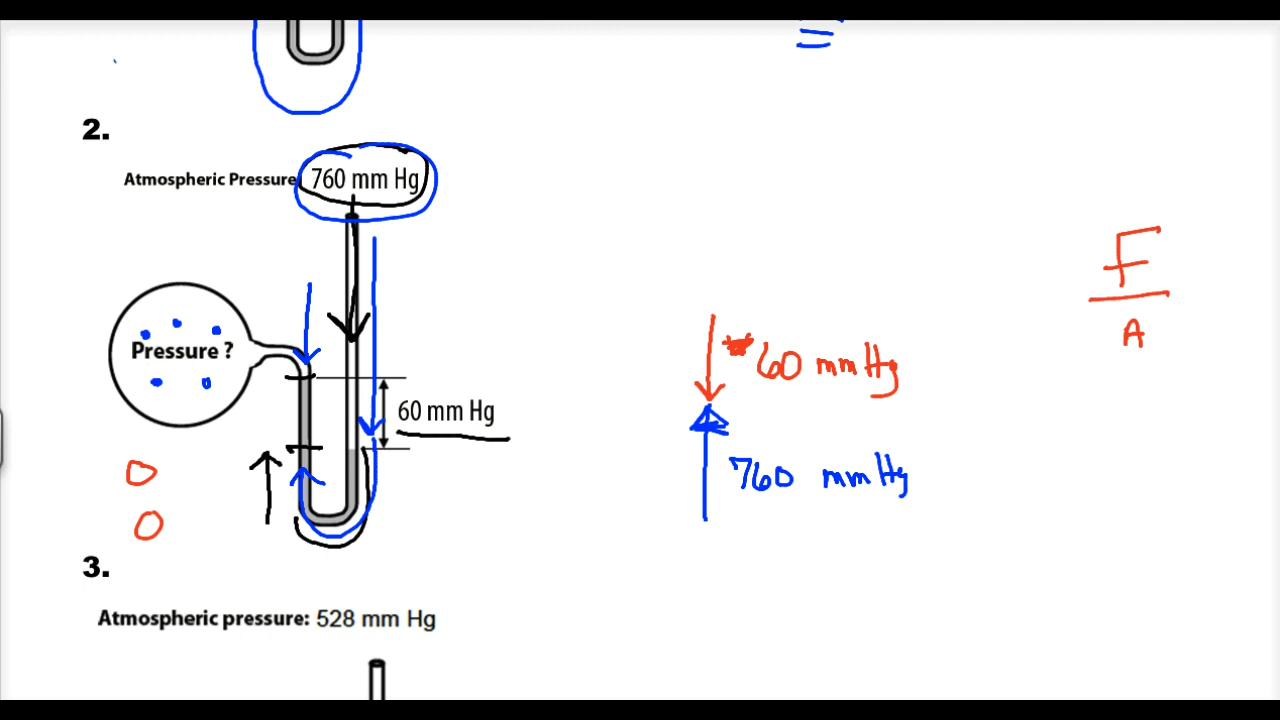 2.
Atmospheric Pressure 760 mm Hg
F
A
Pressure ?
60 mm Hg
60 mm Hg
760 mm Hg
3.
Atmospheric pressure: 528 mm Hg